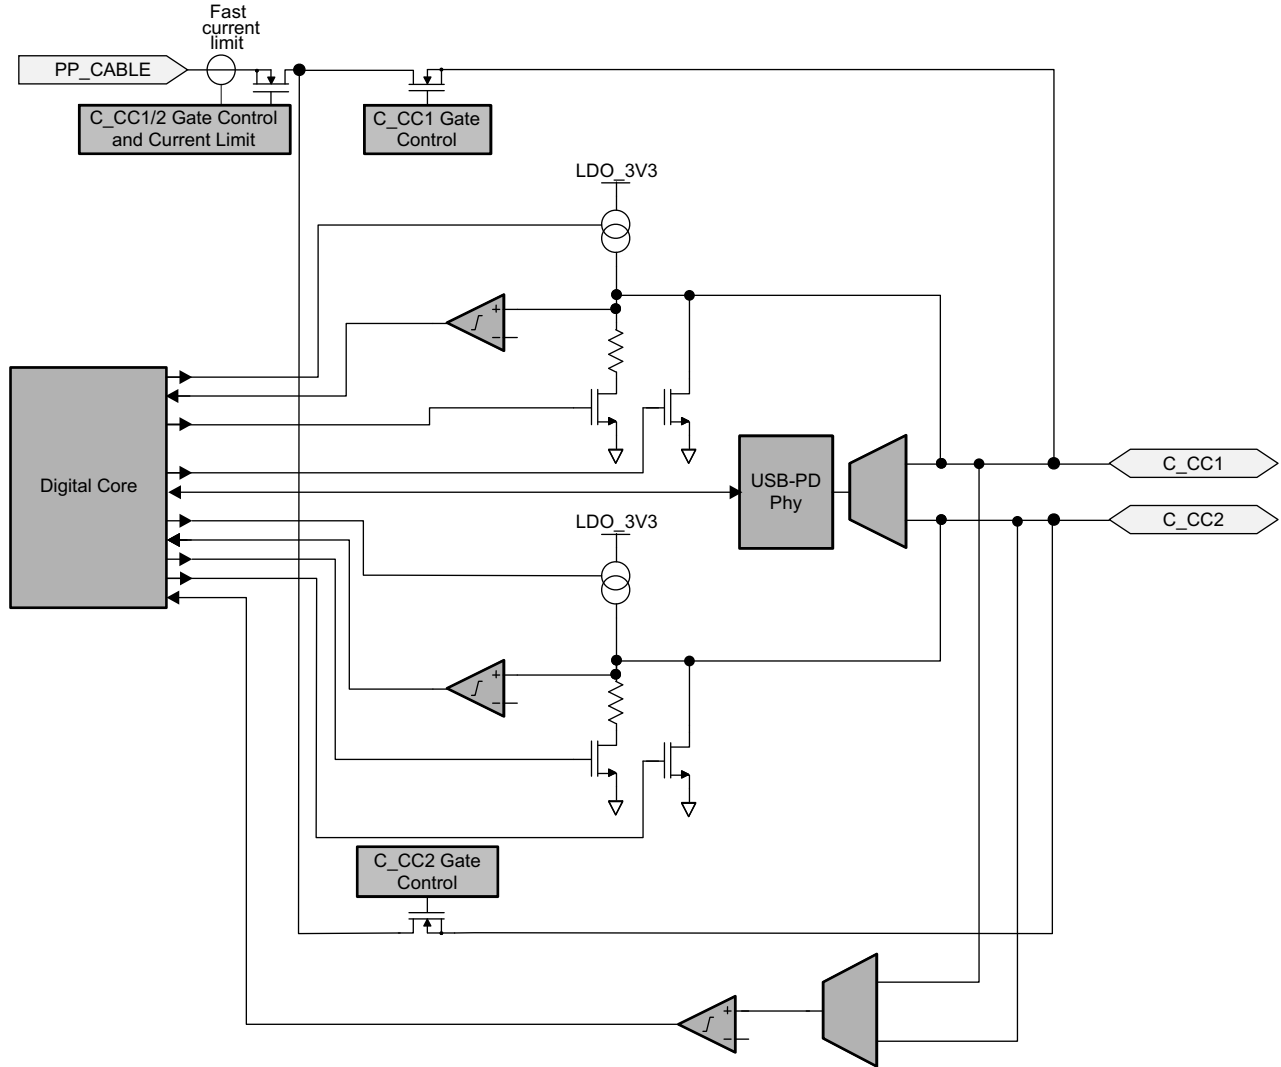 Fast
current
limit
PP_CABLE
C_CC1/2 Gate Control
and Current Limit
C_CC1 Gate
Control
LDO_3V3
+
−
Digital Core
USB-PD
Phy
C_CC1
C_CC2
LDO_3V3
+
−
C_CC2 Gate
Control
+
−